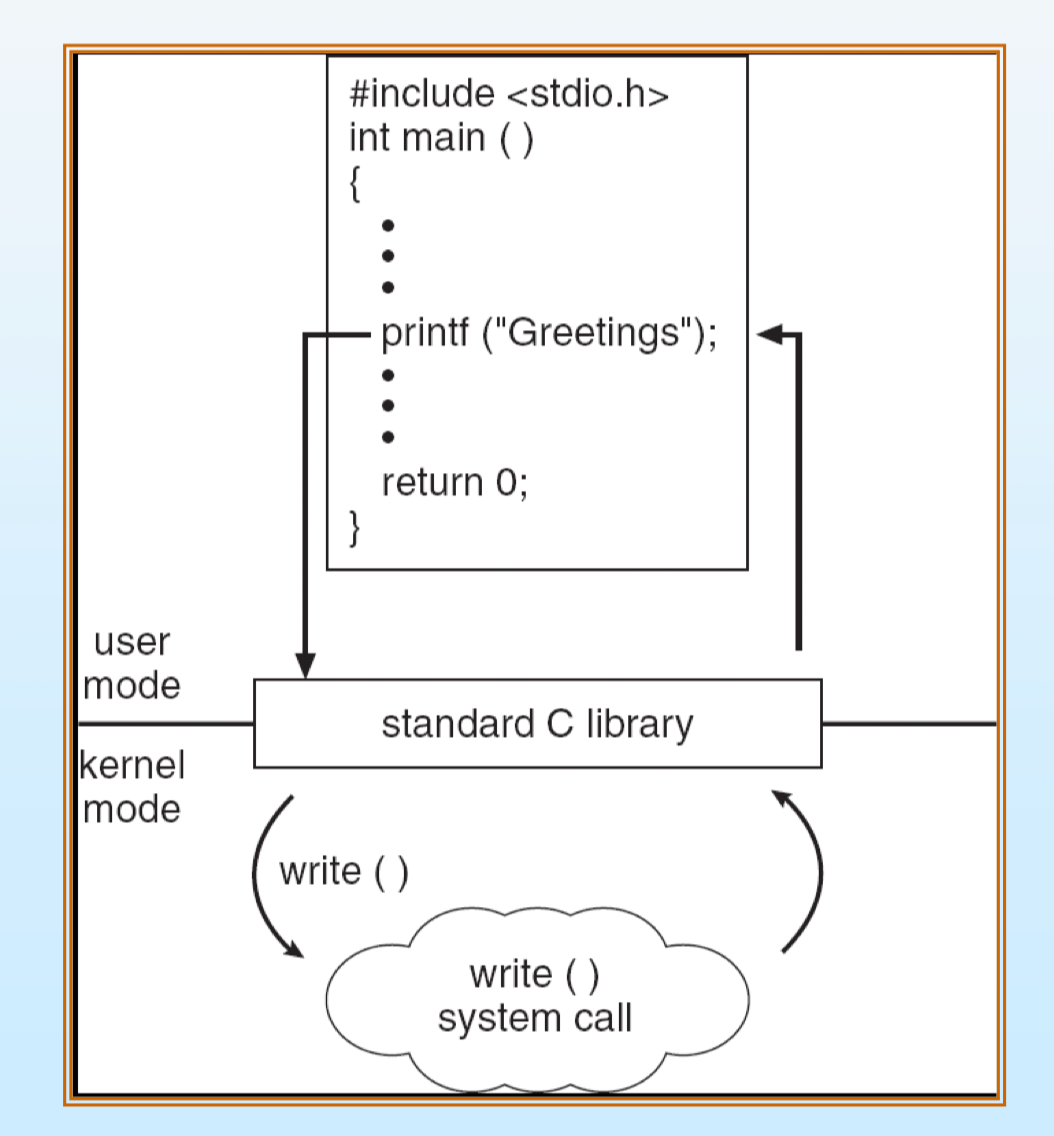 #include <stdio.h>
int main ( )
{
•
•
•
printf ("Greetings");
•
•
•
return 0;
}
user
mode
standard C library
kernel
mode
write ( )
write ( )
system call